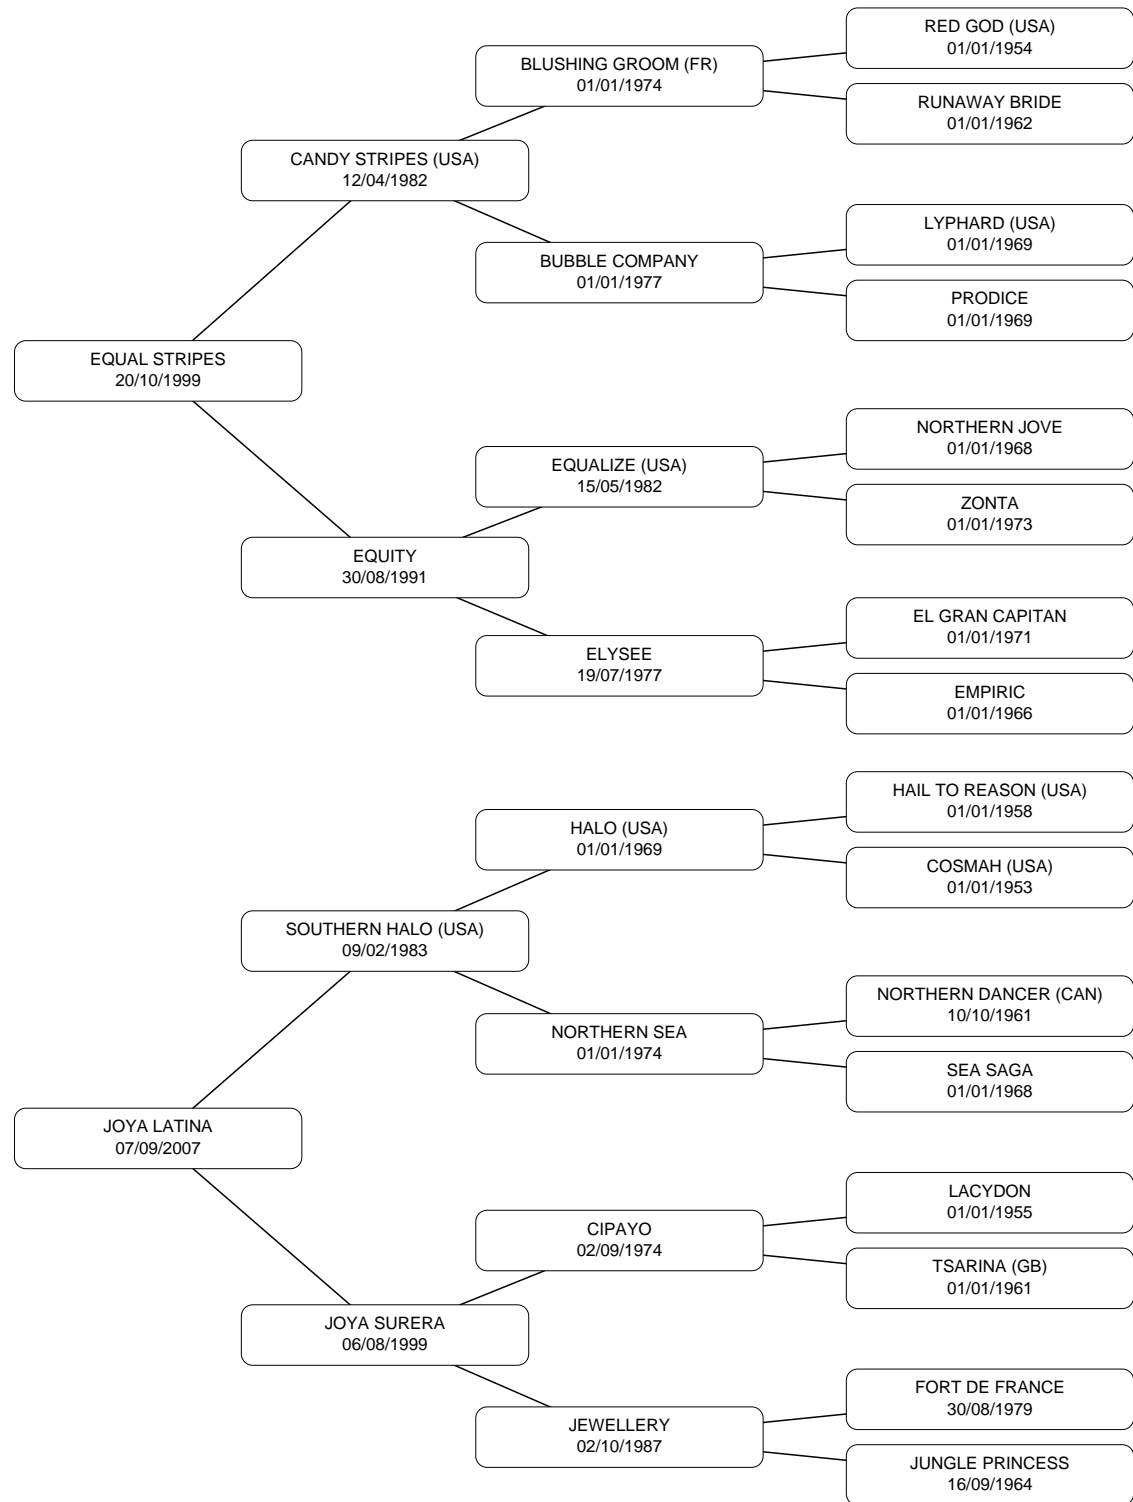 RED GOD (USA)
01/01/1954
BLUSHING GROOM (FR)
01/01/1974
RUNAWAY BRIDE
01/01/1962
CANDY STRIPES (USA)
12/04/1982
LYPHARD (USA)
01/01/1969
BUBBLE COMPANY
01/01/1977
PRODICE
01/01/1969
EQUAL STRIPES
20/10/1999
NORTHERN JOVE
01/01/1968
EQUALIZE (USA)
15/05/1982
ZONTA
01/01/1973
EQUITY
30/08/1991
EL GRAN CAPITAN
01/01/1971
ELYSEE
19/07/1977
EMPIRIC
01/01/1966
HAIL TO REASON (USA)
01/01/1958
HALO (USA)
01/01/1969
COSMAH (USA)
01/01/1953
SOUTHERN HALO (USA)
09/02/1983
NORTHERN DANCER (CAN)
10/10/1961
NORTHERN SEA
01/01/1974
SEA SAGA
01/01/1968
JOYA LATINA
07/09/2007
LACYDON
01/01/1955
CIPAYO
02/09/1974
TSARINA (GB)
01/01/1961
JOYA SURERA
06/08/1999
FORT DE FRANCE
30/08/1979
JEWELLERY
02/10/1987
JUNGLE PRINCESS
16/09/1964